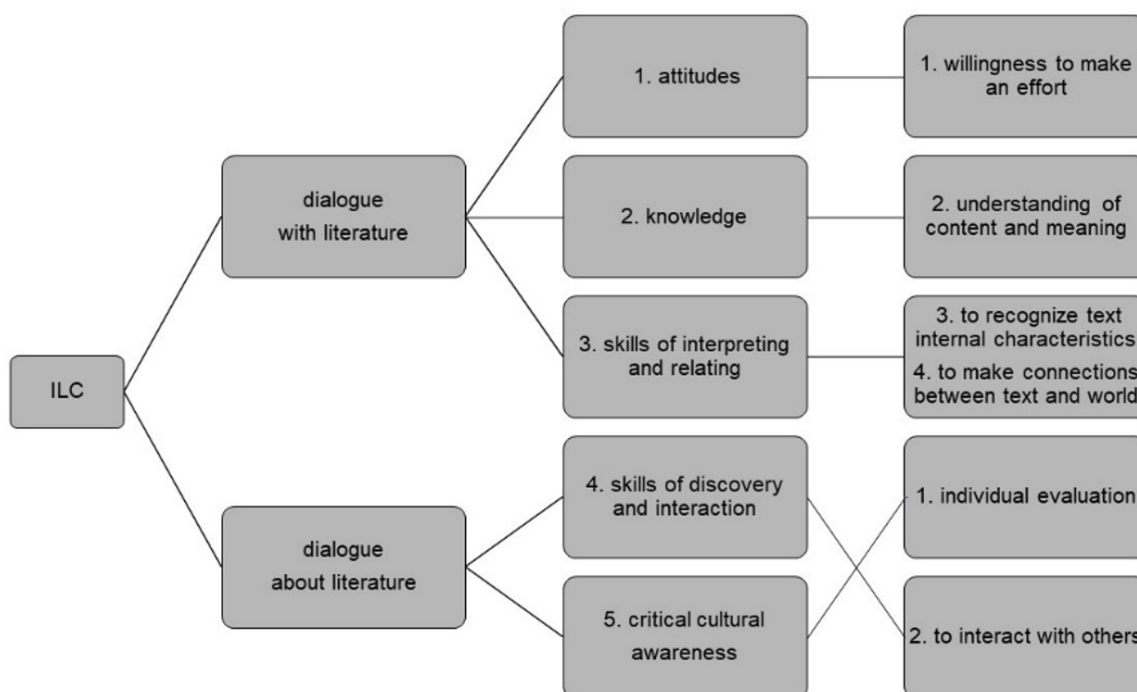 ILC
dialogue
with literature
dialogue
about literature
1. attitudes
2. knowledge
3. skills of interpreting
and relating
4. skills of discovery
and interaction
5. critical cultural
awareness
1. willingness to make
an effort
2. understanding of
content and meaning
3. to recognize text
internal characteristics
4. to make connections
between text and world
1. individual evaluation
2. to interact with others